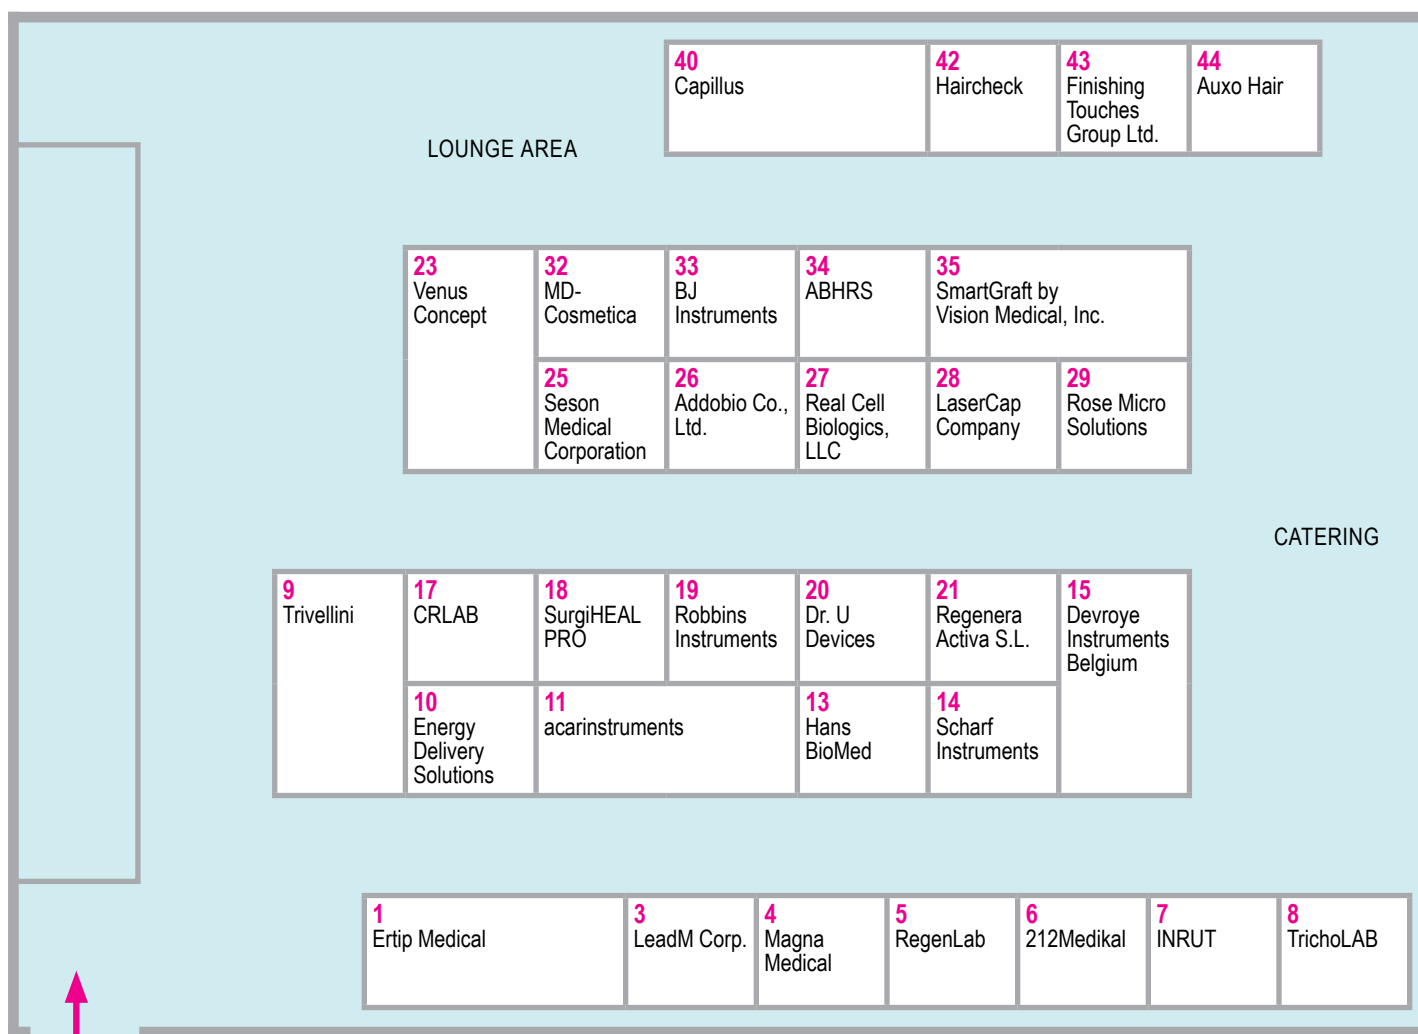 40
Capillus
42
Haircheck
43
Finishing
Touches
Group Ltd.
44
Auxo Hair
LOUNGE AREA
23
Venus
Concept
32
MD-
Cosmetica
33
BJ
Instruments
34
ABHRS
35
SmartGraft by
Vision Medical, Inc.
25
Seson
Medical
Corporation
26
Addobio Co.,
Ltd.
27
Real Cell
Biologics,
LLC
28
LaserCap
Company
29
Rose Micro
Solutions
CATERING
9
Trivellini
17
CRLAB
18
SurgiHEAL
PRO
19
Robbins
Instruments
20
Dr. U
Devices
21
Regenera
Activa S.L.
15
Devroye
Instruments
Belgium
10
Energy
Delivery
Solutions
11
acarinstruments
13
Hans
BioMed
14
Scharf
Instruments
1
Ertip Medical
3
LeadM Corp.
4
Magna
Medical
5
RegenLab
6
212Medikal
7
INRUT
8
TrichoLAB